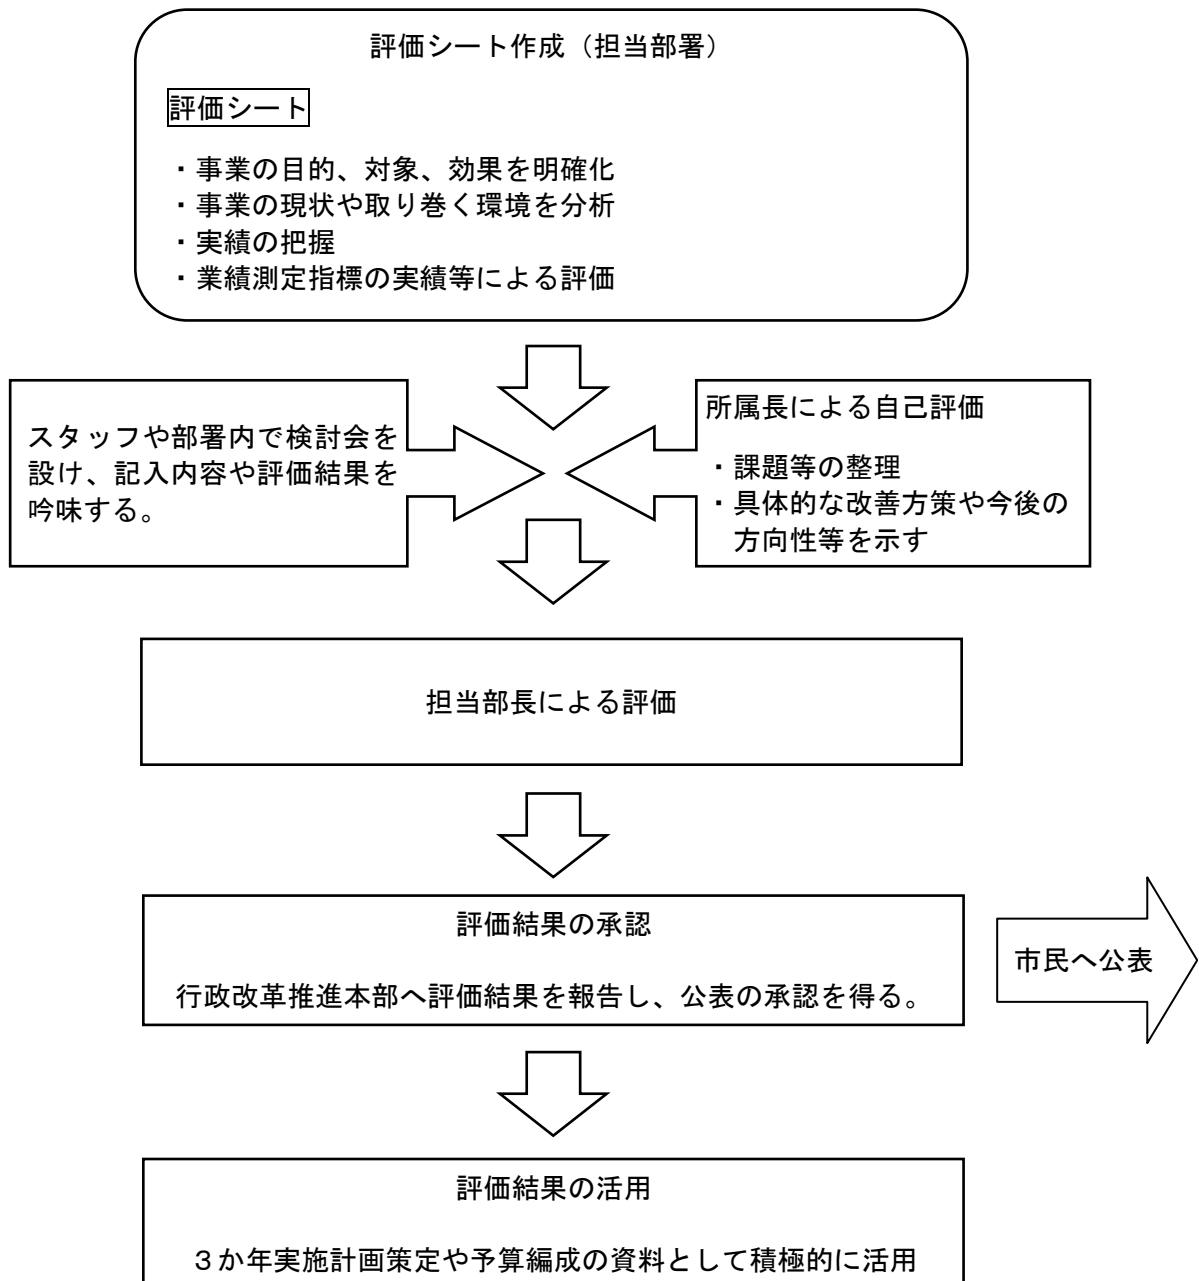 評価シート作成（担当部署）
評価シート
・事業の目的、対象、効果を明確化
・事業の現状や取り巻く環境を分析
・実績の把握
・業績測定指標の実績等による評価
スタッフや部署内で検討会を
設け、記入内容や評価結果を
吟味する。
所属長による自己評価
・課題等の整理
・具体的な改善方策や今後の
方向性等を示す
担当部長による評価
評価結果の承認
行政改革推進本部へ評価結果を報告し、公表の承認を得る。
市民へ公表
評価結果の活用
３か年実施計画策定や予算編成の資料として積極的に活用